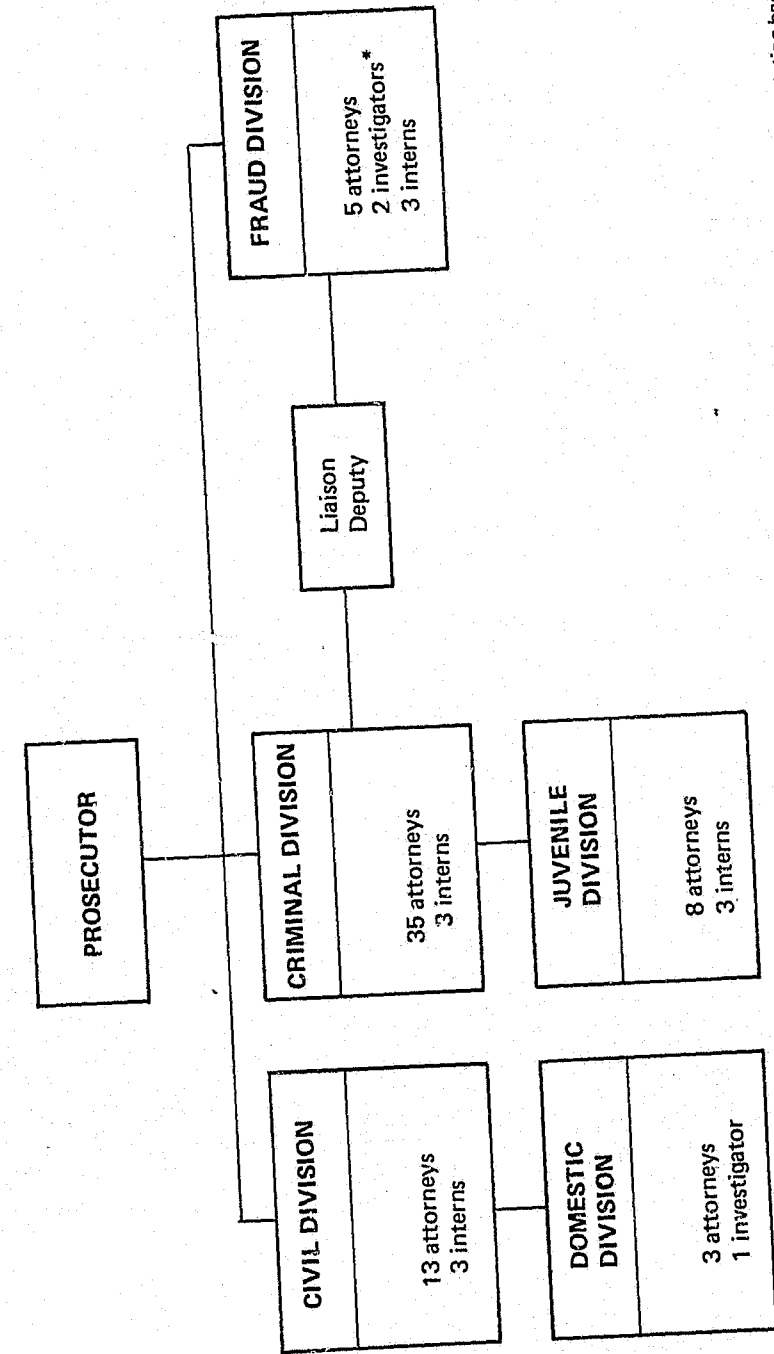 PROSECUTOR
CIVIL DIVISION
13 attorneys
3 interns
CRIMINAL DIVISION
35 attorneys
3 interns
Liaison
Deputy
FRAUD DIVISION
5 attorneys
2 investigators*
3 interns
DOMESTIC
DIVISION
3 attorneys
1 investigator
JUVENILE
DIVISION
8 attorneys
3 interns